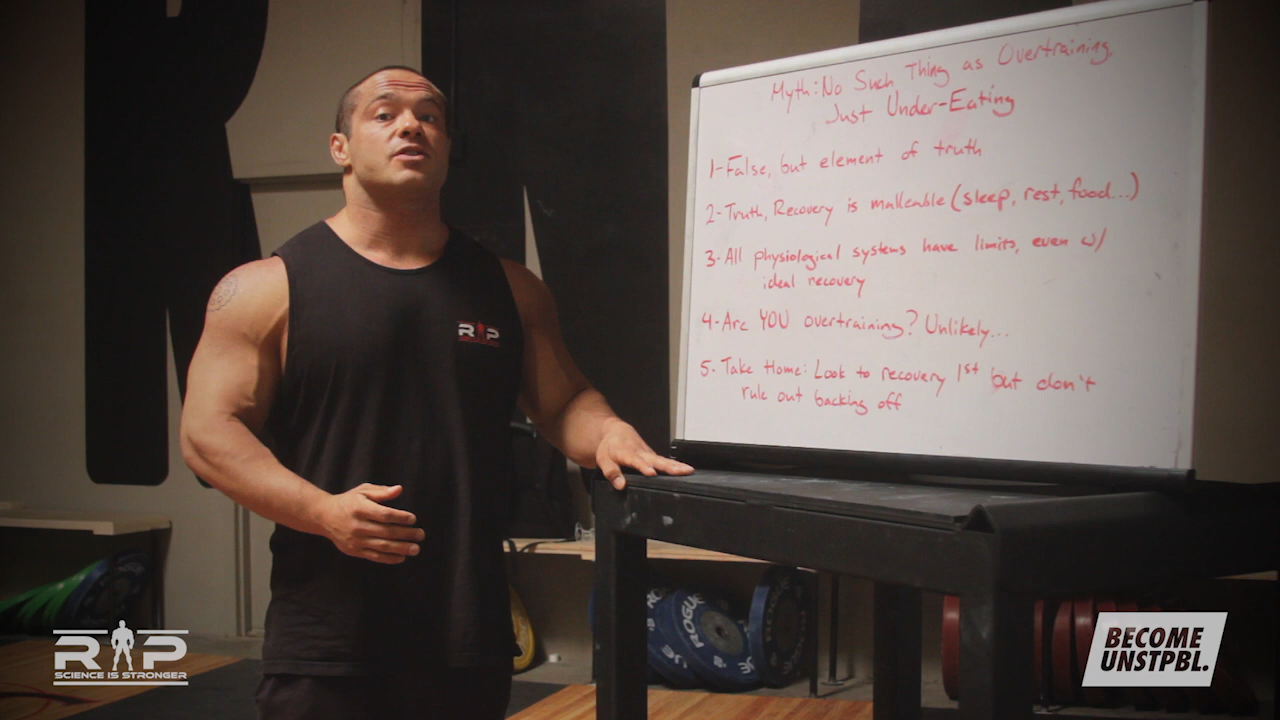 Myth: No Such Thing as Overtraining,
Just Under-Eating
1- False, but element of truth
2- Truth, Recovery is malleable (sleep, rest, food...)
3- All physiological systems have limits, even w/
ideal recovery
4- Are YOU overtraining? Unlikely...
5- Take Home: Look to recovery 1st but don't
rule out backing off
RP
ROGUE
RP
SCIENCE IS STRONGER
BECOME
UNSTPBL.